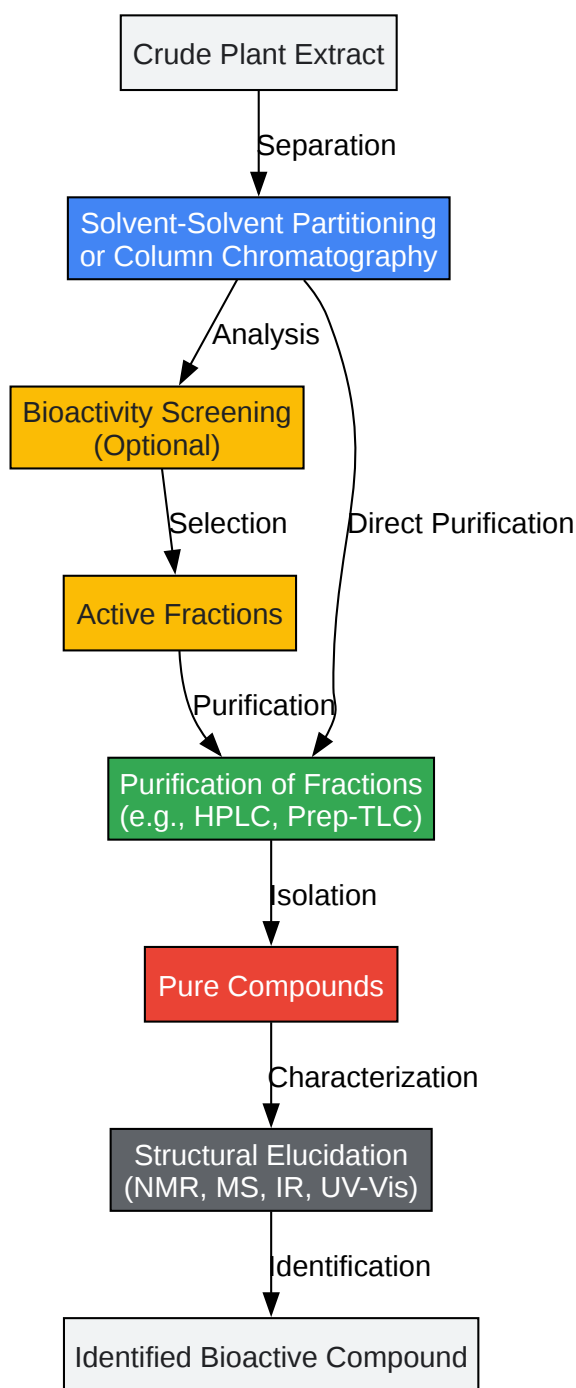 Crude Plant Extract
Separation
Solvent-Solvent Partitioning
or Column Chromatography
Analysis
Bioactivity Screening
(Optional)
Selection
Direct Purification
Active Fractions
Purification
Purification of Fractions
(e.g., HPLC, Prep-TLC)
Isolation
Pure Compounds
Characterization
Structural Elucidation
(NMR, MS, IR, UV-Vis)
Identification
Identified Bioactive Compound